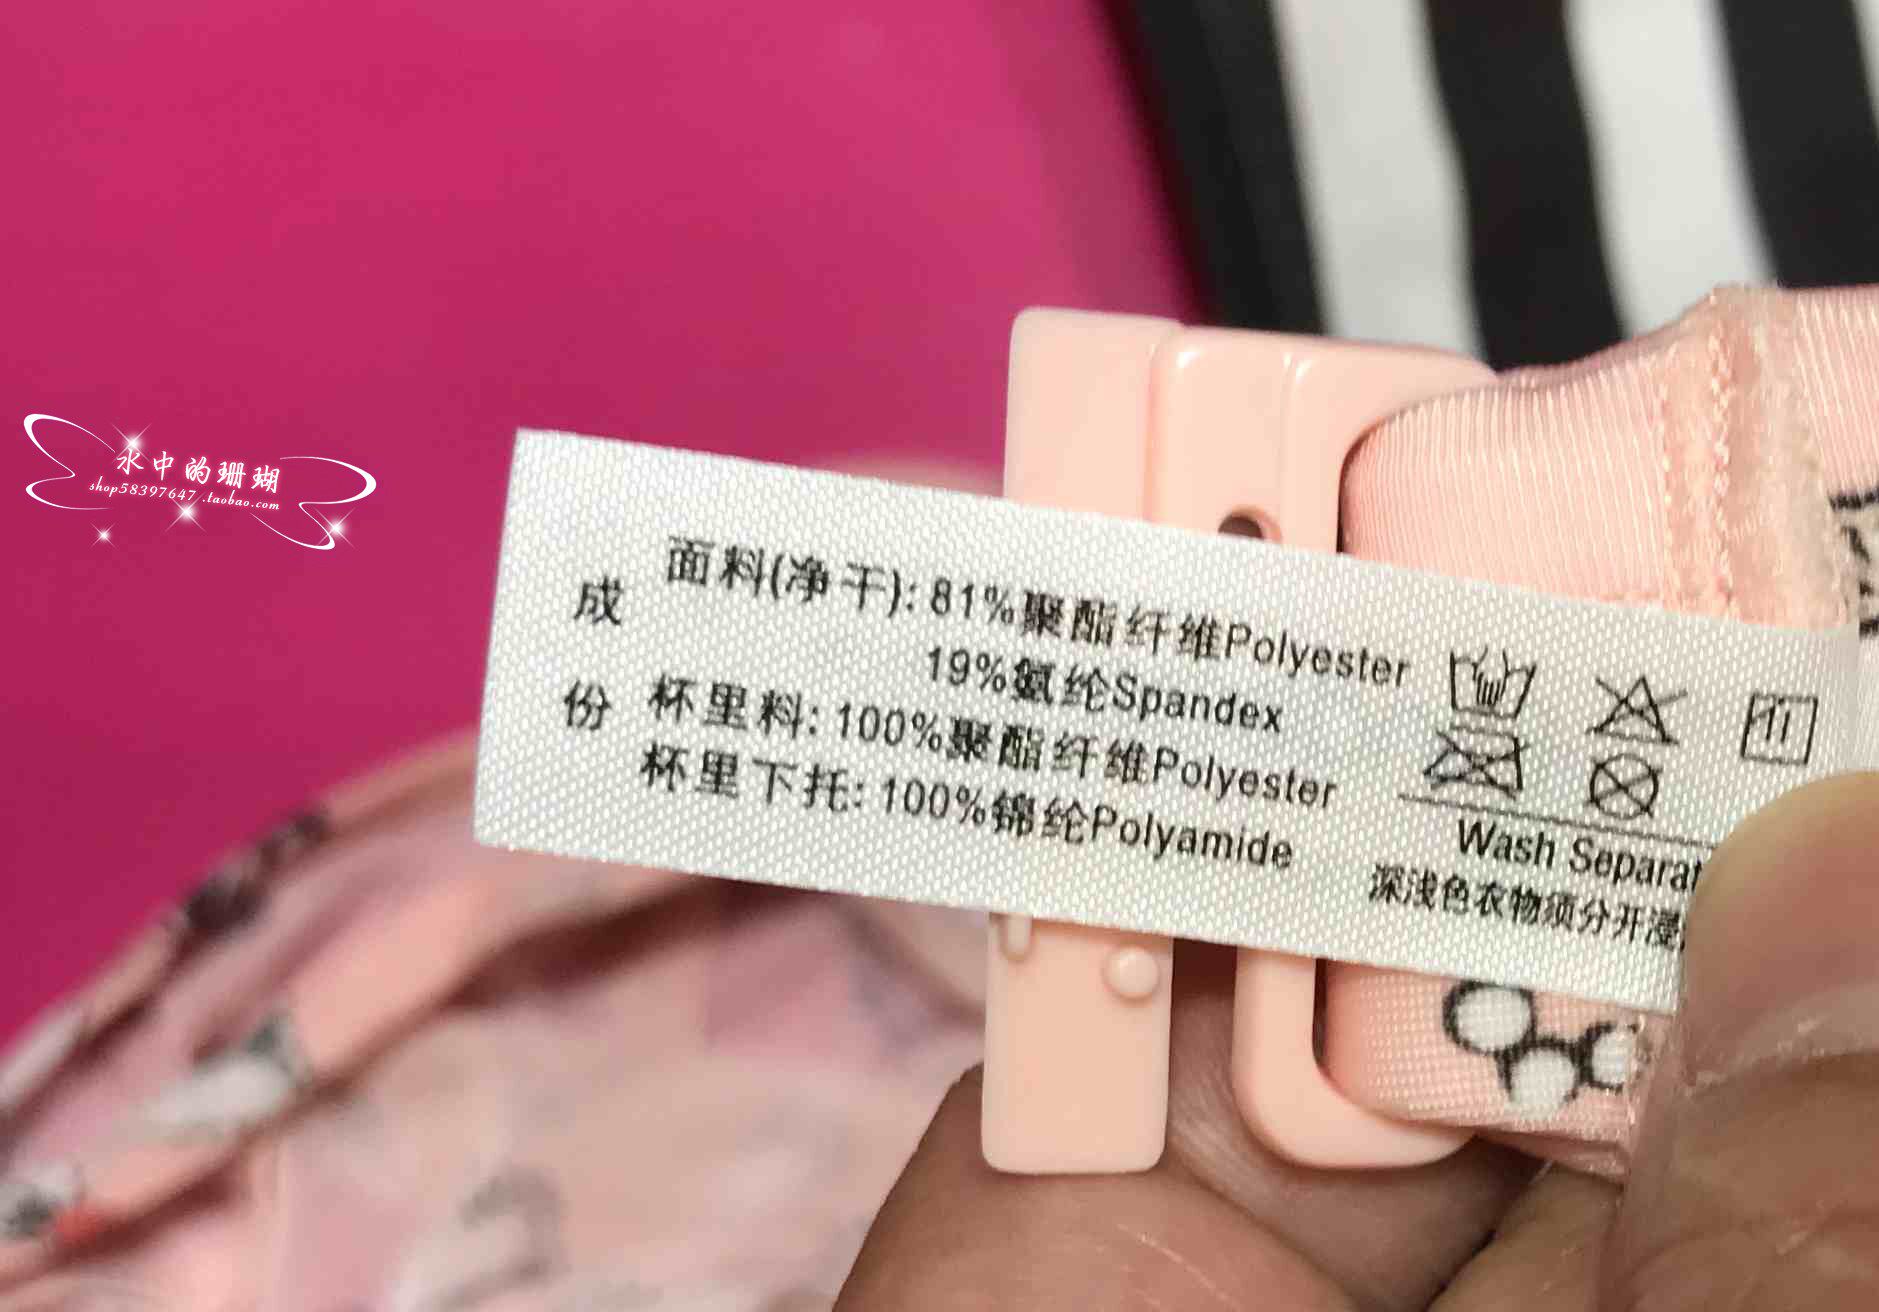 水中的珊瑚
shop58397647.taobao.com
成份
面料(净干): 81%聚酯纤维Polyester
19%氨纶Spandex
杯里料: 100%聚酯纤维Polyester
杯里下托: 100%锦纶Polyamide
Wash Separat
深浅色衣物须分开浸